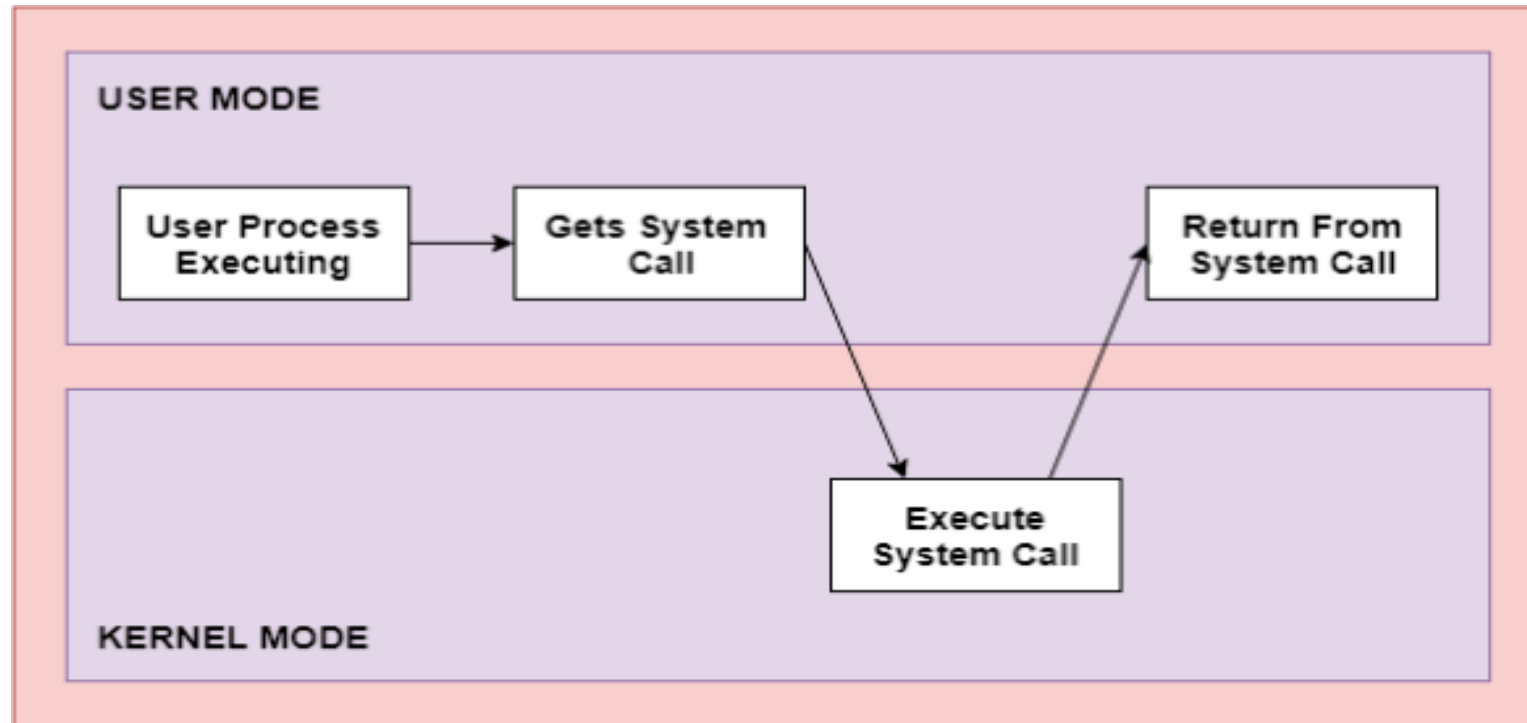 USER MODE
User Process
Executing
Gets System
Call
Return From
System Call
Execute
System Call
KERNEL MODE